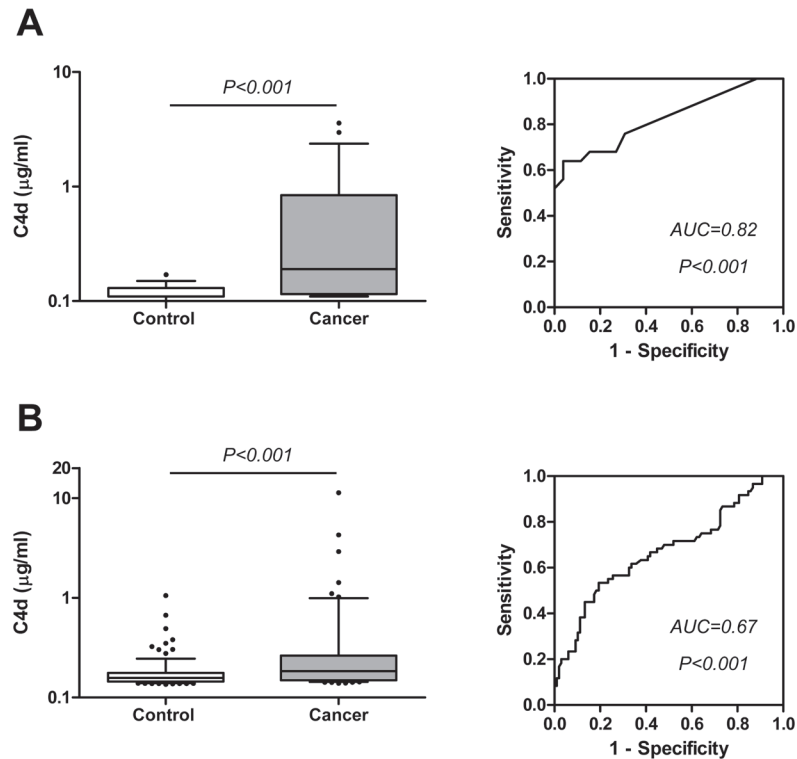 A
P<0.001
C4d (μg/ml)
10
1
0.1
Control
Cancer
Sensitivity
1.0
0.8
0.6
0.4
0.2
0.0
AUC=0.82
P<0.001
0.0 0.2 0.4 0.6 0.8 1.0
1 - Specificity
B
P<0.001
C4d (μg/ml)
20
10
1
0.1
Control
Cancer
Sensitivity
1.0
0.8
0.6
0.4
0.2
0.0
AUC=0.67
P<0.001
0.0 0.2 0.4 0.6 0.8 1.0
1 - Specificity